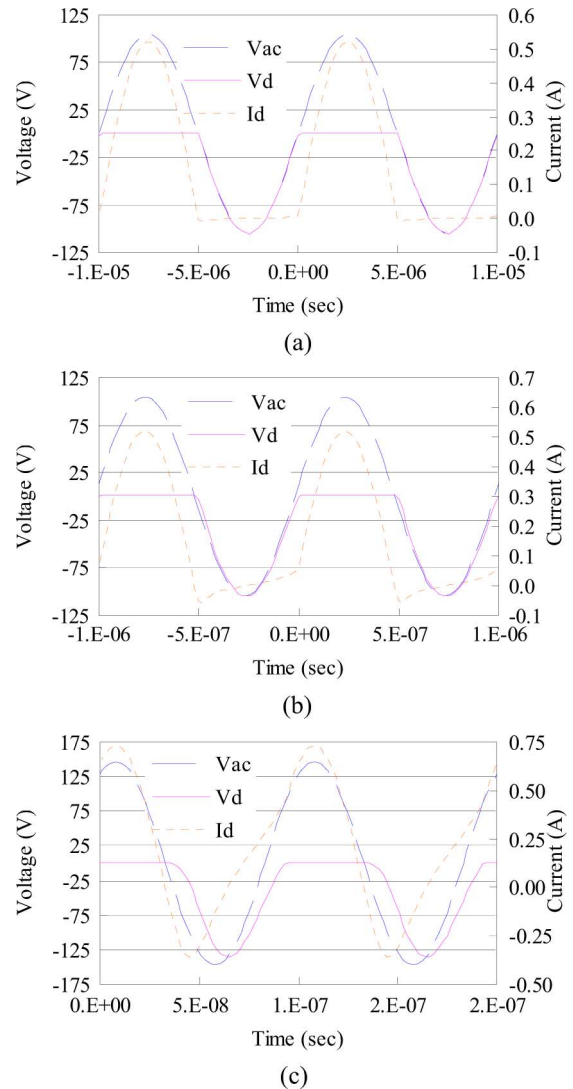 125
75
25
-25
-75
-125
Voltage (V)
Vac
Vd
Id
0.6
0.5
0.4
0.3
0.2
0.1
0.0
-0.1
Current (A)
-1.E-05 -5.E-06 0.E+00 5.E-06 1.E-05
Time (sec)
(a)
125
75
25
-25
-75
-125
Voltage (V)
Vac
Vd
Id
0.7
0.6
0.5
0.4
0.3
0.2
0.1
0.0
-0.1
Current (A)
-1.E-06 -5.E-07 0.E+00 5.E-07 1.E-06
Time (sec)
(b)
175
125
75
25
-25
-75
-125
-175
Voltage (V)
Vac
Vd
Id
0.75
0.50
0.25
0.00
-0.25
-0.50
Current (A)
0.E+00 5.E-08 1.E-07 2.E-07 2.E-07
Time (sec)
(c)